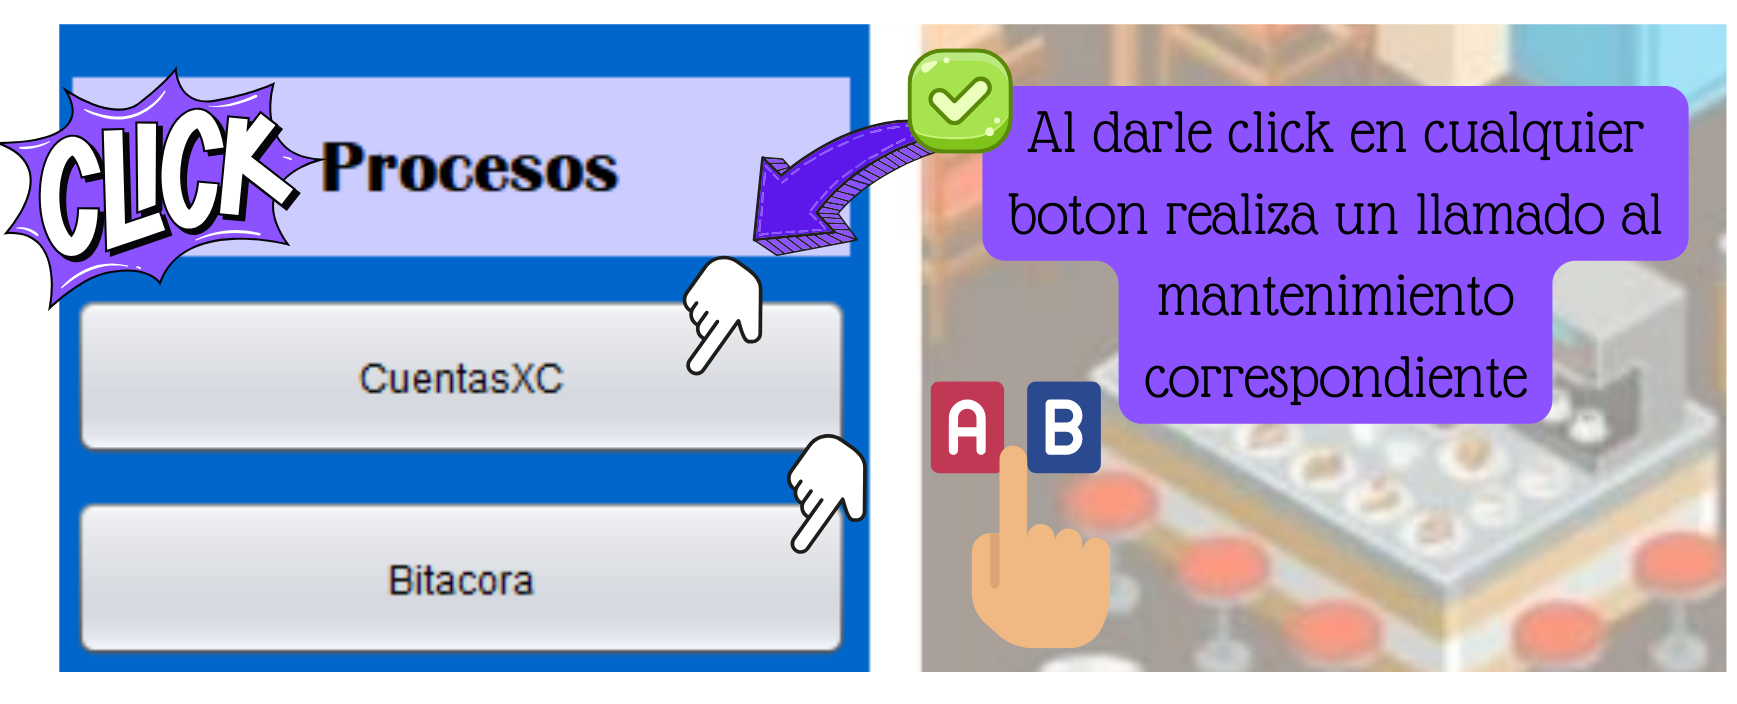 CLICK
Procesos
CuentasXC
Bitacora
Al darle click en cualquier
boton realiza un llamado al
mantenimiento
correspondiente
A B